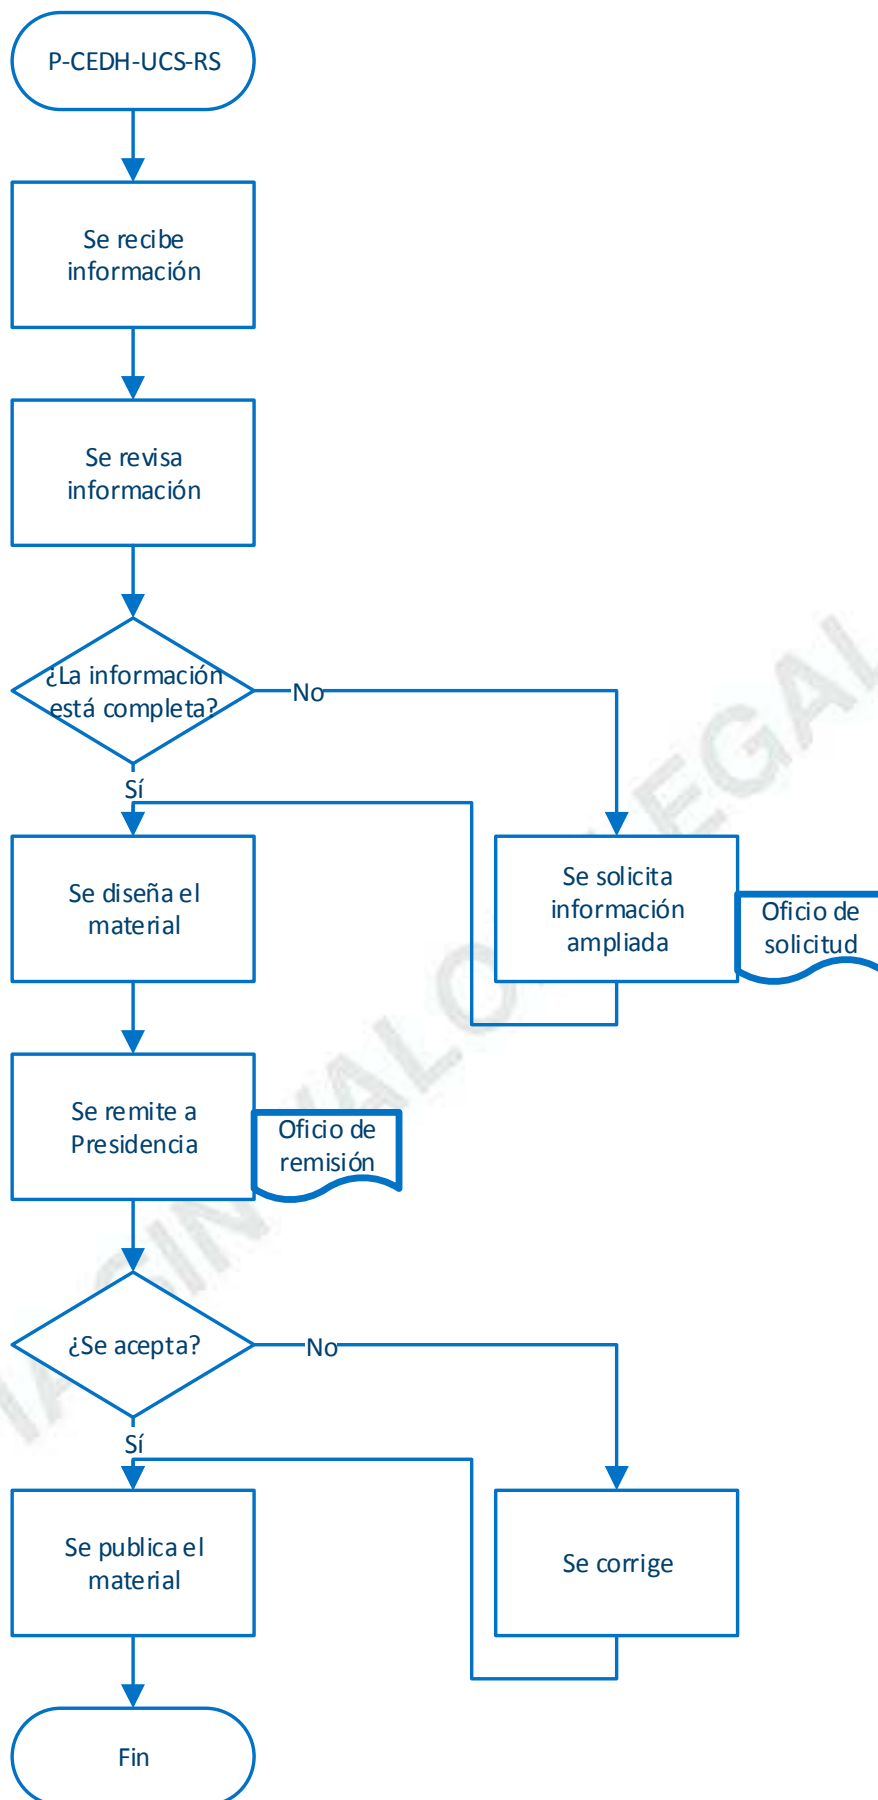 P-CEDH-UCS-RS
Se recibe
información
Se revisa
información
¿La información
está completa?
No
Sí
Se diseña el
material
Se solicita
información
ampliada
Oficio de
solicitud
Se remite a
Presidencia
Oficio de
remisión
¿Se acepta?
No
Sí
Se publica el
material
Se corrige
Fin